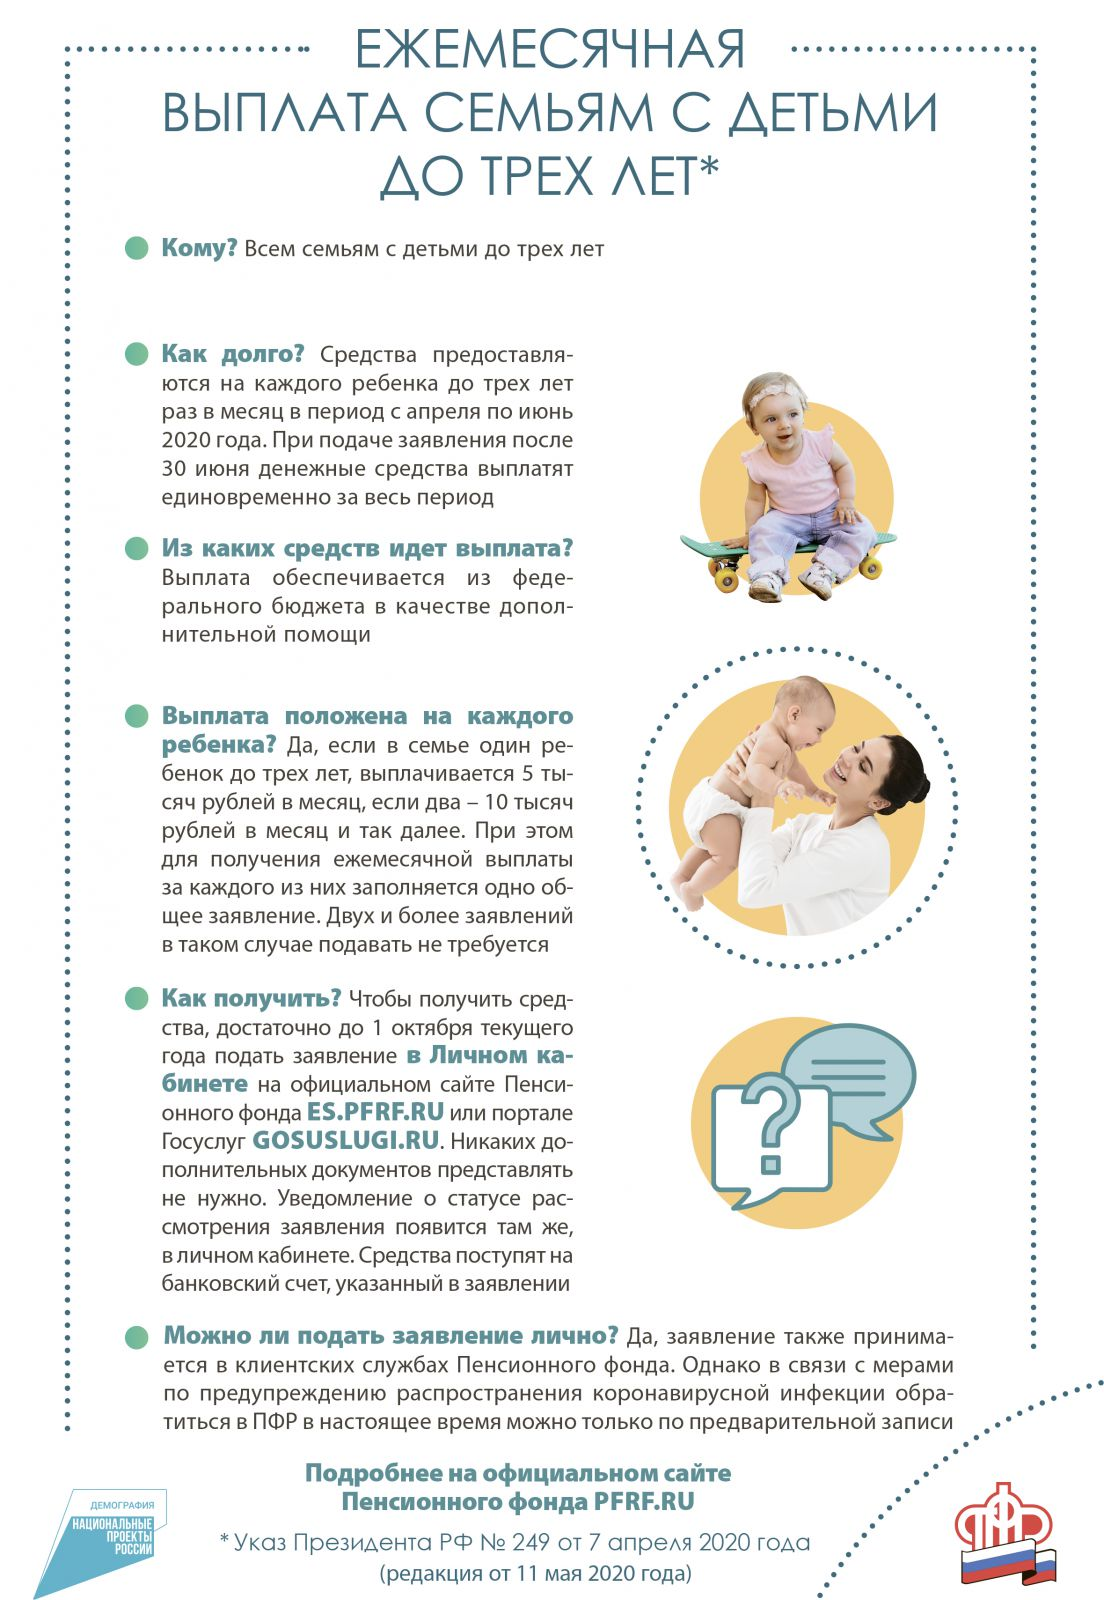 ЕЖЕМЕСЯЧНАЯ
ВЫПЛАТА СЕМЬЯМ С ДЕТЬМИ
ДО ТРЕХ ЛЕТ*
Кому? Всем семьям с детьми до трех лет
Как долго? Средства предоставля-
ются на каждого ребенка до трех лет
раз в месяц в период с апреля по июнь
2020 года. При подаче заявления после
30 июня денежные средства выплатят
единовременно за весь период
Из каких средств идет выплата?
Выплата обеспечивается из феде-
рального бюджета в качестве допол-
нительной помощи
Выплата положена на каждого
ребенка? Да, если в семье один ре-
бенок до трех лет, выплачивается 5 ты-
сяч рублей в месяц, если два – 10 тысяч
рублей в месяц и так далее. При этом
для получения ежемесячной выплаты
за каждого из них заполняется одно об-
щее заявление. Двух и более заявлений
в таком случае подавать не требуется
Как получить? Чтобы получить сред-
ства, достаточно до 1 октября текущего
года подать заявление в Личном ка-
бинете на официальном сайте Пенси-
онного фонда ES.PFRF.RU или портале
Госуслуг GOSUSLUGI.RU. Никаких до-
полнительных документов представлять
не нужно. Уведомление о статусе рас-
смотрения заявления появится там же,
в личном кабинете. Средства поступят на
банковский счет, указанный в заявлении
Можно ли подать заявление лично? Да, заявление также принима-
ется в клиентских службах Пенсионного фонда. Однако в связи с мерами
по предупреждению распространения коронавирусной инфекции обра-
титься в ПФР в настоящее время можно только по предварительной записи
Подробнее на официальном сайте
Пенсионного фонда PFRF.RU
* Указ Президента РФ № 249 от 7 апреля 2020 года
(редакция от 11 мая 2020 года)
ДЕМОГРАФИЯ
НАЦИОНАЛЬНЫЕ
ПРОЕКТЫ
РОССИИ
ПФР